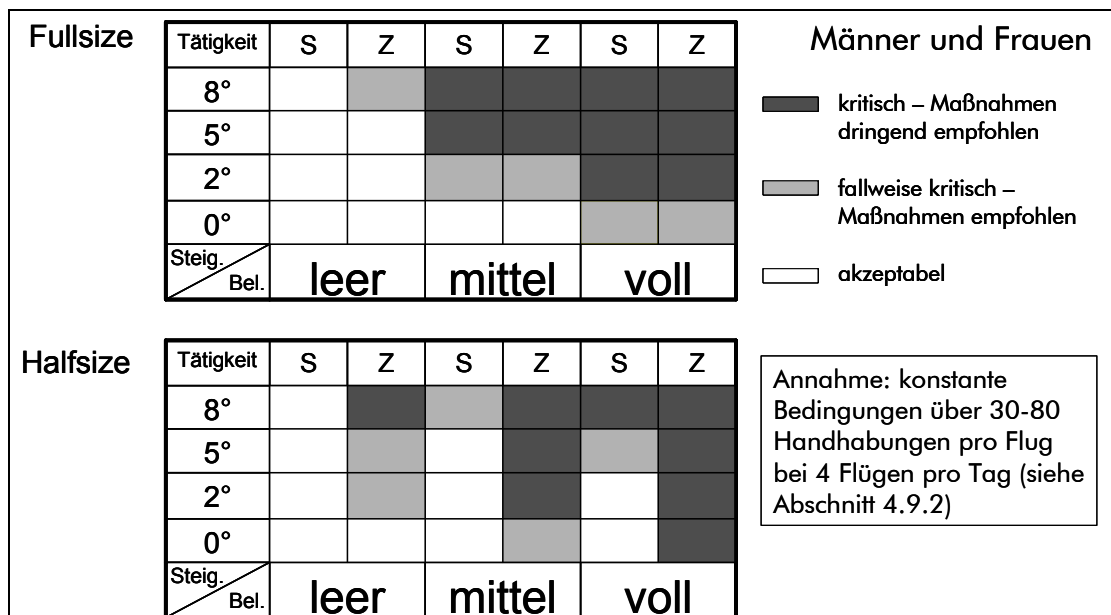 Fullsize
Tätigkeit S Z S Z S Z
8°
5°
2°
0°
Steig.
Bel.
leer mittel voll
Männer und Frauen
kritisch – Maßnahmen
dringend empfohlen
fallweise kritisch –
Maßnahmen empfohlen
akzeptabel
Halfsize
Tätigkeit S Z S Z S Z
8°
5°
2°
0°
Steig.
Bel.
leer mittel voll
Annahme: konstante
Bedingungen über 30-80
Handhabungen pro Flug
bei 4 Flügen pro Tag (siehe
Abschnitt 4.9.2)